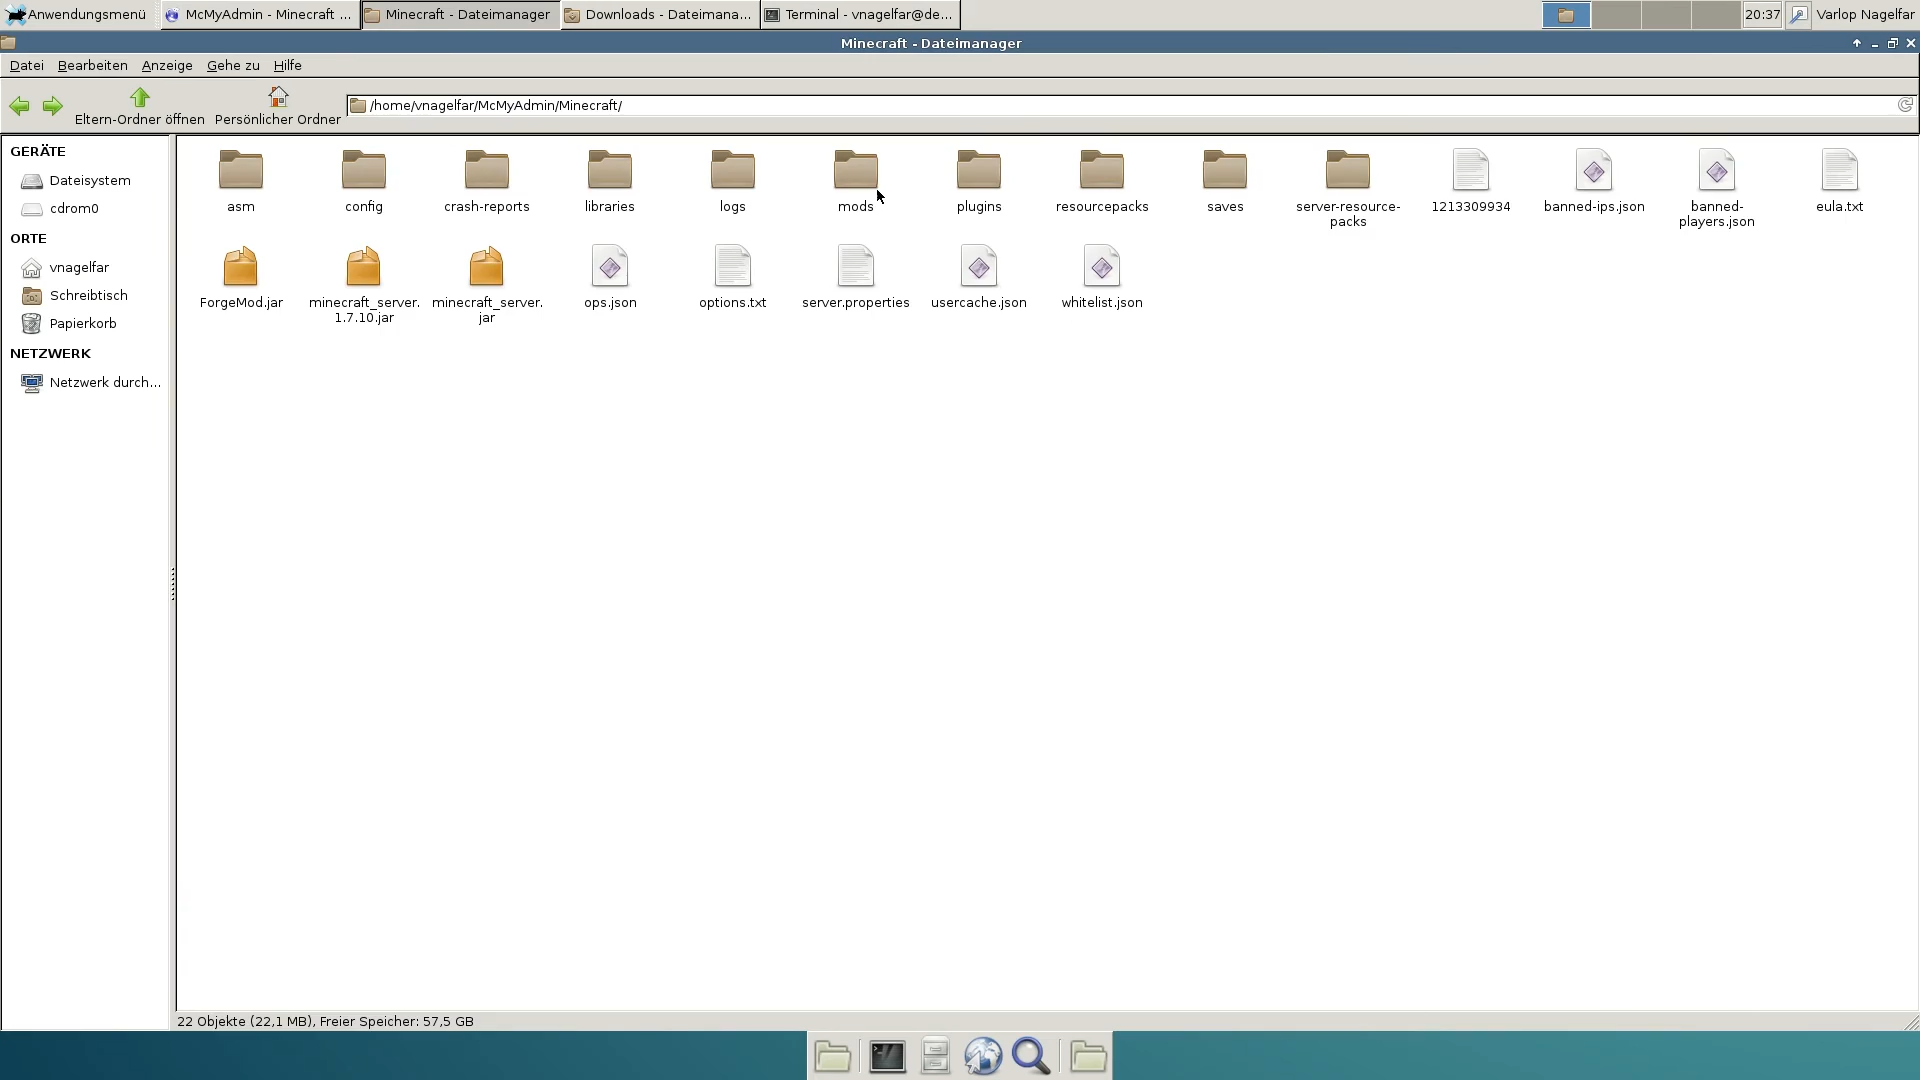 Anwendungsmenü
McMyAdmin - Minecraft ...
Minecraft - Dateimanager
Downloads - Dateimana...
Terminal - vnagelfar@de...
20:37
Varlop Nagelfar
Minecraft - Dateimanager
Datei Bearbeiten Anzeige Gehe zu Hilfe
Eltern-Ordner öffnen
Persönlicher Ordner
/home/vnagelfar/McMyAdmin/Minecraft/
GERÄTE
Dateisystem
cdrom0
ORTE
vnagelfar
Schreibtisch
Papierkorb
NETZWERK
Netzwerk durch...
asm
config
crash-reports
libraries
logs
mods
plugins
resourcepacks
saves
server-resource-
packs
1213309934
banned-ips.json
banned-
players.json
eula.txt
ForgeMod.jar
minecraft_server.
1.7.10.jar
minecraft_server.
jar
ops.json
options.txt
server.properties
usercache.json
whitelist.json
22 Objekte (22,1 MB), Freier Speicher: 57,5 GB